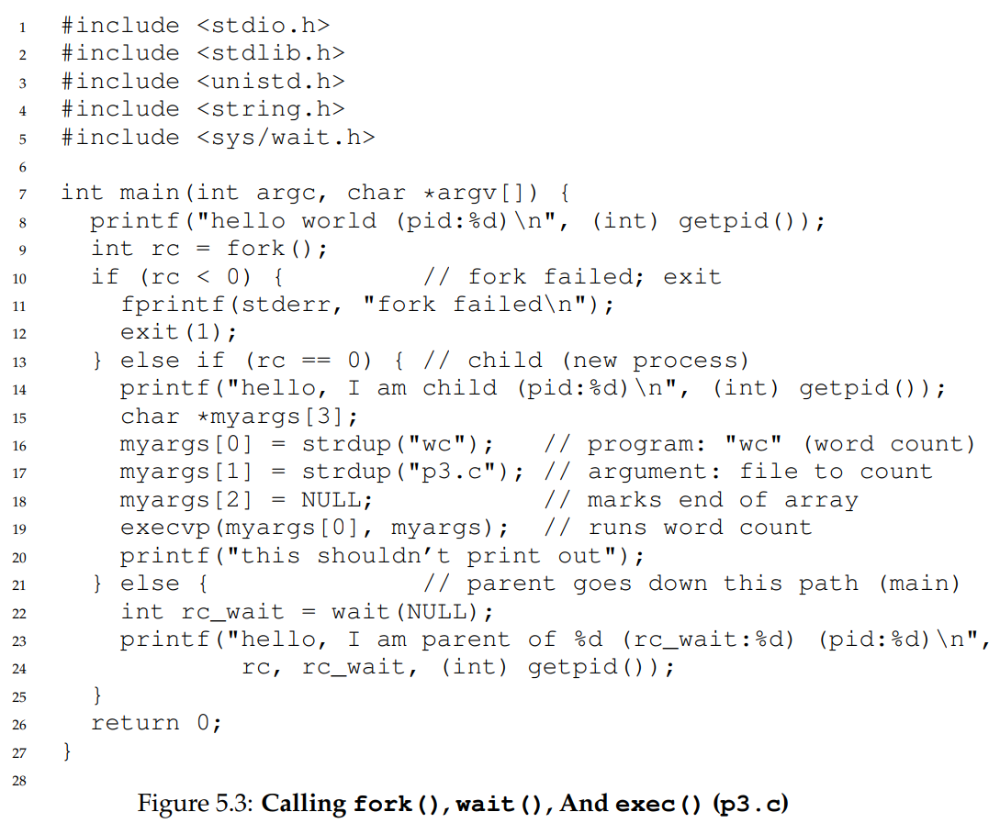 1 #include <stdio.h>
2 #include <stdlib.h>
3 #include <unistd.h>
4 #include <string.h>
5 #include <sys/wait.h>
6
7 int main(int argc, char *argv[]) {
8   printf("hello world (pid:%d)\n", (int) getpid());
9   int rc = fork();
10   if (rc < 0) {         // fork failed; exit
11     fprintf(stderr, "fork failed\n");
12     exit(1);
13   } else if (rc == 0) { // child (new process)
14     printf("hello, I am child (pid:%d)\n", (int) getpid());
15     char *myargs[3];
16     myargs[0] = strdup("wc");   // program: "wc" (word count)
17     myargs[1] = strdup("p3.c"); // argument: file to count
18     myargs[2] = NULL;           // marks end of array
19     execvp(myargs[0], myargs);  // runs word count
20     printf("this shouldn’t print out");
21   } else {              // parent goes down this path (main)
22     int rc_wait = wait(NULL);
23     printf("hello, I am parent of %d (rc_wait:%d) (pid:%d)\n",
24             rc, rc_wait, (int) getpid());
25   }
26   return 0;
27 }
28
Figure 5.3: Calling fork(), wait(), And exec() (p3.c)